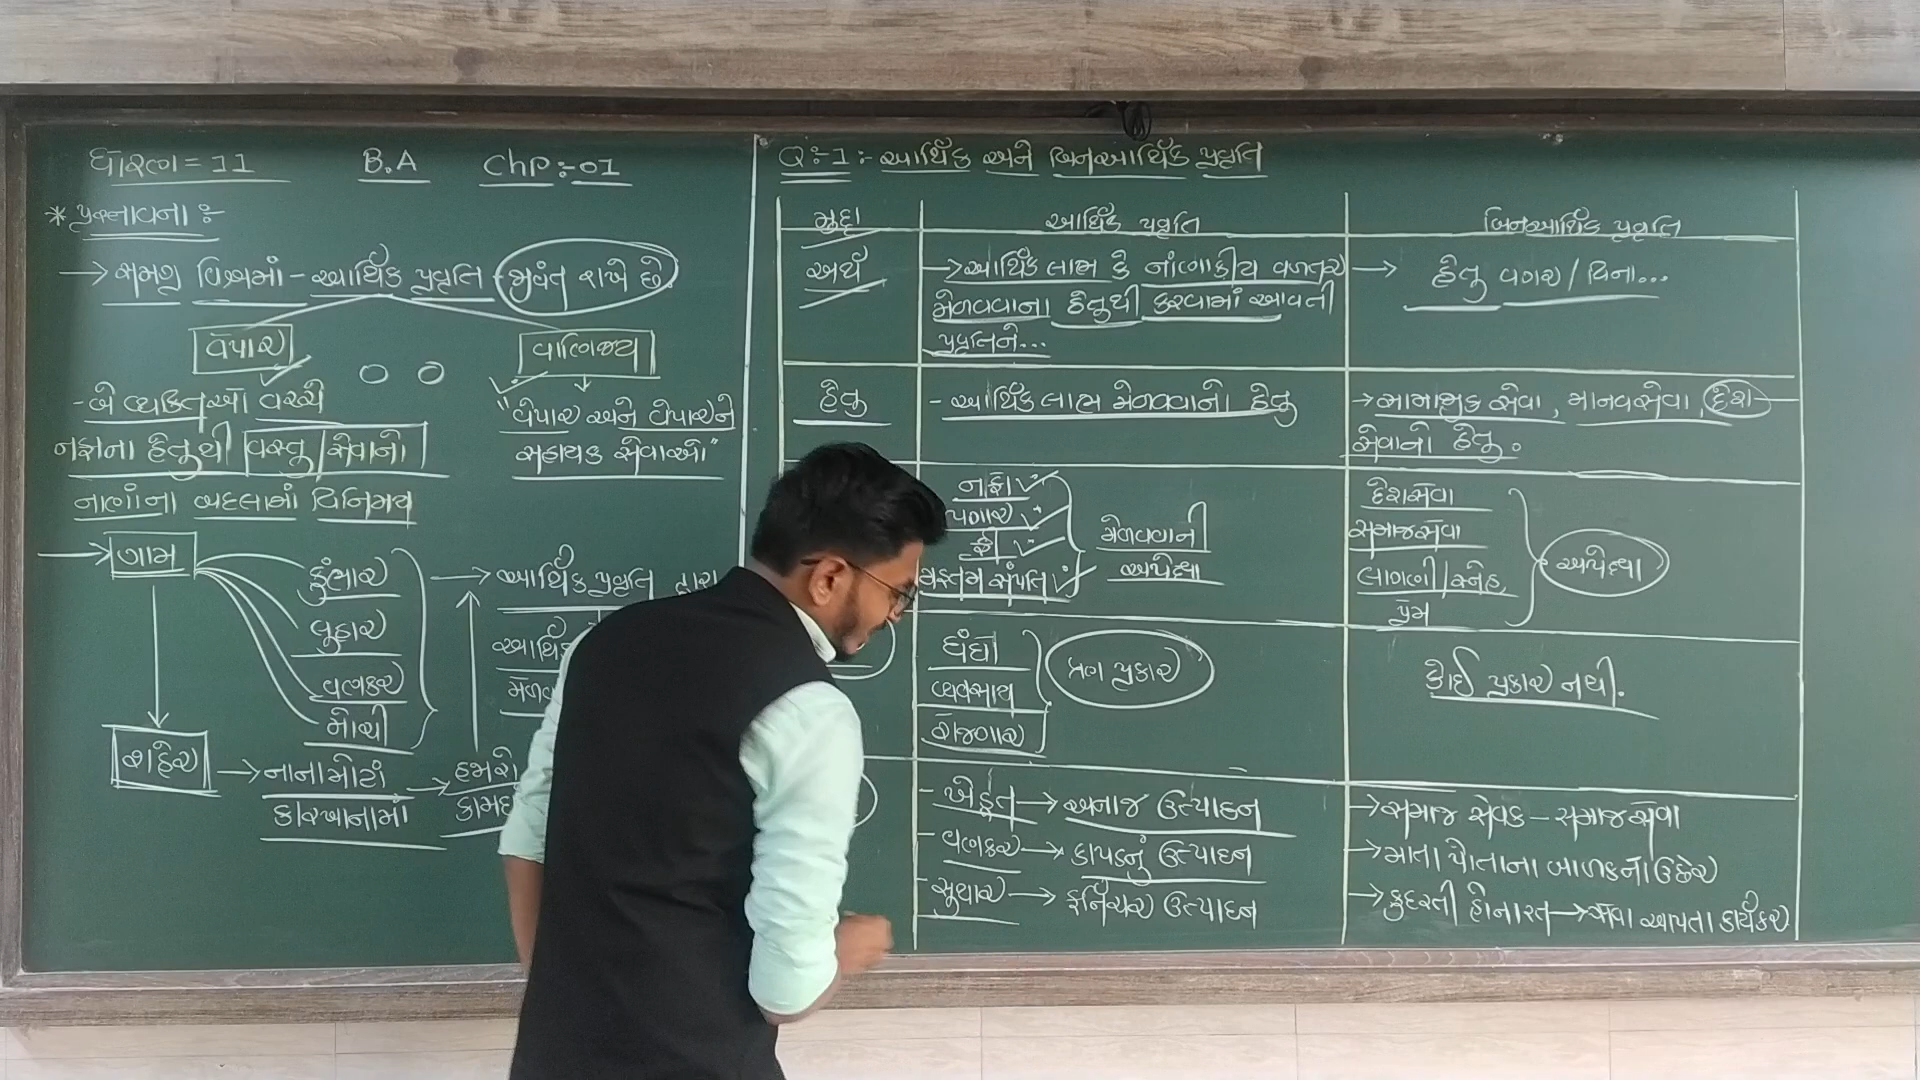 ધોરણ = 11 B.A Chp:-01
* પ્રસ્તાવના :-
→ સમગ્ર વિશ્વમાં - આર્થિક પ્રવૃતિ - જીવંત રાખે છે.
વેપાર વાણિજ્ય
- બે વ્યક્તિઓ વચ્ચે
નફાના હેતુથી વસ્તુ/સેવાનો
નાણાંના બદલામાં વિનિમય
"વેપાર અને વેપારને
સહાયક સેવાઓ"
→ ગામ
કુંભાર
લુહાર
વણકર
મોચી
→ આર્થિક પ્રવૃતિ દ્વારા
આર્થિ
મેળવ
શહેર → નાના મોટાં → હજારો
કારખાનામાં
Q:-1:- આર્થિક અને બિનઆર્થિક પ્રવૃતિ
મુદ્દા આર્થિક પ્રવૃતિ બિનઆર્થિક પ્રવૃતિ
અર્થ → આર્થિક લાભ કે નાંણાકીય વળતર → હેતુ વગર / વિના...
મેળવવાના હેતુથી કરવામાં આવતી
પ્રવૃતિને...
હેતુ - આર્થિક લાભ મેળવવાનો હેતુ → સામાજીક સેવા, માનવસેવા, દેશ
સેવાનો હેતુ.
નફો
પગાર
ફી
સંપતિ
મેળવવાની
અપેક્ષા
દેશસેવા
સમાજસેવા
લાગણી/સ્નેહ,
પ્રેમ
અપેક્ષા
ધંધો
વ્યવસાય
રોજગાર
ત્રણ પ્રકાર
કોઈ પ્રકાર નથી.
- ખેડૂત → અનાજ ઉત્પાદન → સમાજ સેવક - સમાજસેવા
- વણકર → કાપડનું ઉત્પાદન → માતા પોતાના બાળકનો ઉછેર
- સુથાર → ફર્નિચર ઉત્પાદન → કુદરતી હોનારત → સેવા આપતા કાર્યકર